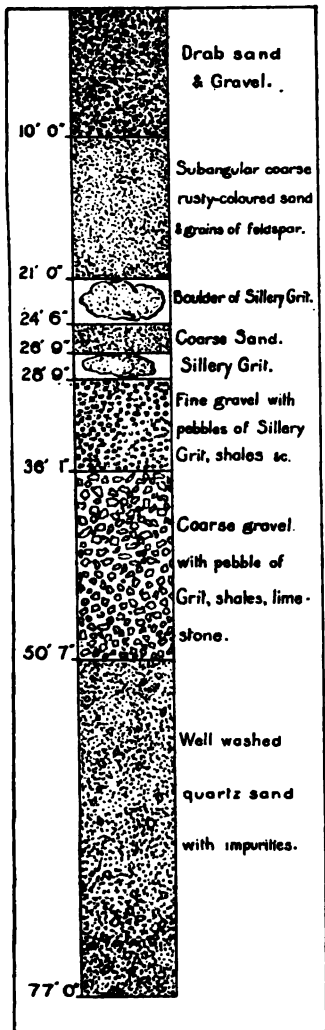 Drab sand
& Gravel.
10' 0"
Subangular coarse
rusty-coloured sand
& grains of feldspar.
21' 0"
Boulder of Sillery Grit.
24' 6"
Coarse Sand.
26' 9"
Sillery Grit.
28' 9"
Fine gravel with
pebbles of Sillery
Grit, shales &c.
36' 1"
Coarse gravel
with pebble of
Grit, shales, lime-
stone.
50' 7"
Well washed
quartz sand
with impurities.
77' 0"